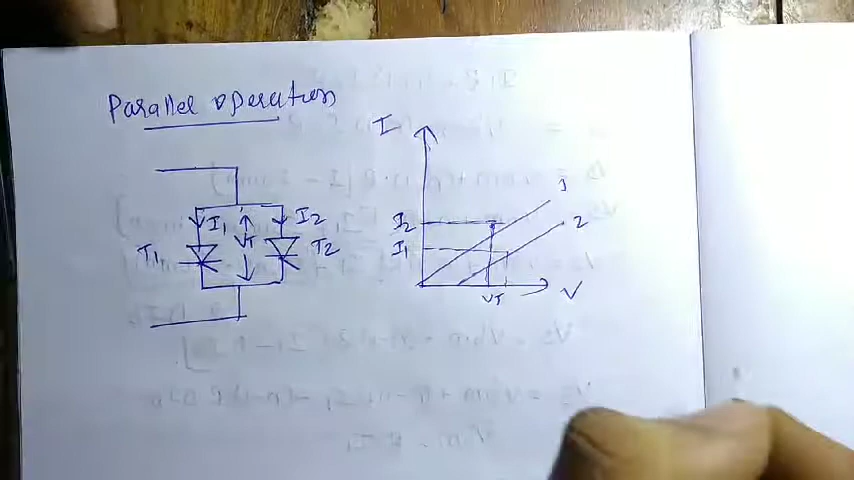 Parallel operation
I
1
I1
I2
I2
2
T1
VT
T2
I1
VT
V